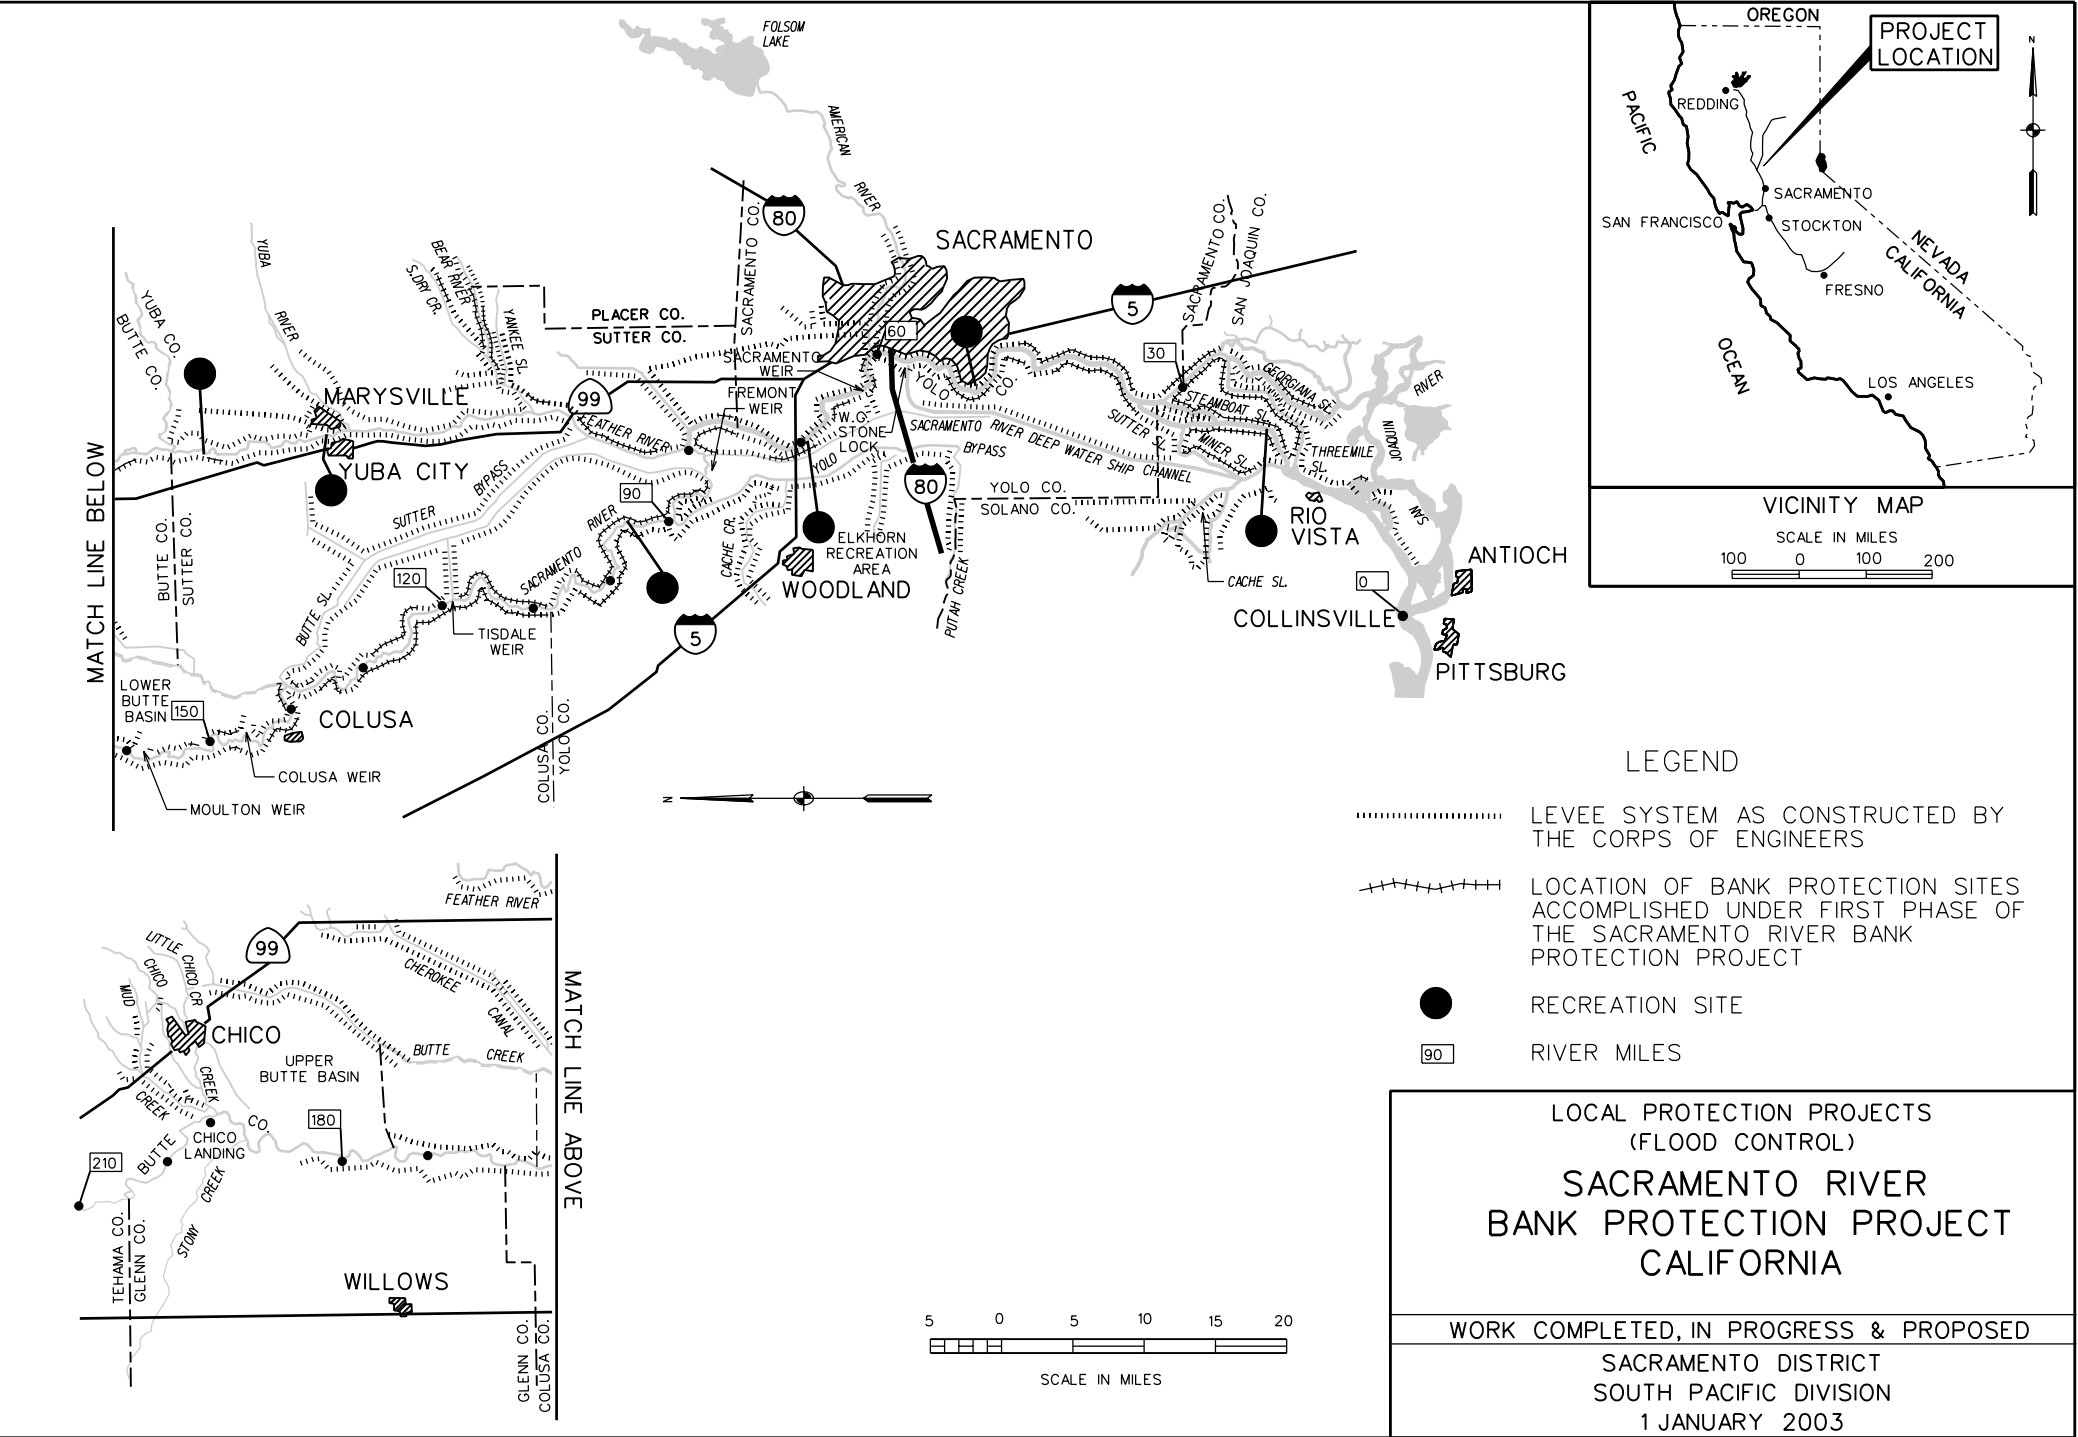 FOLSOM
LAKE
AMERICAN
RIVER
80
SACRAMENTO CO.
SACRAMENTO
SACRAMENTO CO.
SAN JOAQUIN CO.
5
YUBA
RIVER
BEAR RIVER
S.DRY CR.
YANKEE SL.
PLACER CO.
SUTTER CO.
YUBA CO.
BUTTE CO.
MATCH LINE BELOW
MARYSVILLE
YUBA CITY
99
FEATHER RIVER
SACRAMENTO
WEIR
FREMONT
WEIR
60
W.G.
STONE
LOCK
YOLO
CO.
SACRAMENTO RIVER DEEP WATER SHIP CHANNEL
YOLO
BYPASS
30
GEORGIANA SL.
STEAMBOAT SL.
SUTTER SL.
MINER SL.
THREEMILE
SL.
RIVER
JOAQUIN
SAN
YOLO CO.
SOLANO CO.
80
BUTTE CO.
SUTTER CO.
SUTTER
BYPASS
BUTTE SL.
90
120
SACRAMENTO
RIVER
CACHE CR.
ELKHORN
RECREATION
AREA
WOODLAND
PUTAH CREEK
CACHE SL.
RIO
VISTA
ANTIOCH
0
COLLINSVILLE
PITTSBURG
TISDALE
WEIR
5
LOWER
BUTTE
BASIN
150
COLUSA
COLUSA WEIR
MOULTON WEIR
COLUSA CO.
YOLO CO.
N
OREGON
PROJECT
LOCATION
N
PACIFIC
OCEAN
REDDING
SACRAMENTO
SAN FRANCISCO
STOCKTON
FRESNO
NEVADA
CALIFORNIA
LOS ANGELES
VICINITY MAP
SCALE IN MILES
100 0 100 200
FEATHER RIVER
99
LITTLE
CHICO CR
CHICO
MUD
CHEROKEE
CANAL
CHICO
UPPER
BUTTE BASIN
BUTTE CREEK
CREEK
CREEK
CHICO
LANDING
BUTTE
CO.
180
210
STONY
CREEK
TEHAMA CO.
GLENN CO.
WILLOWS
GLENN CO.
COLUSA CO.
MATCH LINE ABOVE
5 0 5 10 15 20
SCALE IN MILES
LEGEND
LEVEE SYSTEM AS CONSTRUCTED BY
THE CORPS OF ENGINEERS
LOCATION OF BANK PROTECTION SITES
ACCOMPLISHED UNDER FIRST PHASE OF
THE SACRAMENTO RIVER BANK
PROTECTION PROJECT
RECREATION SITE
90 RIVER MILES
LOCAL PROTECTION PROJECTS
(FLOOD CONTROL)
SACRAMENTO RIVER
BANK PROTECTION PROJECT
CALIFORNIA
WORK COMPLETED, IN PROGRESS & PROPOSED
SACRAMENTO DISTRICT
SOUTH PACIFIC DIVISION
1 JANUARY 2003